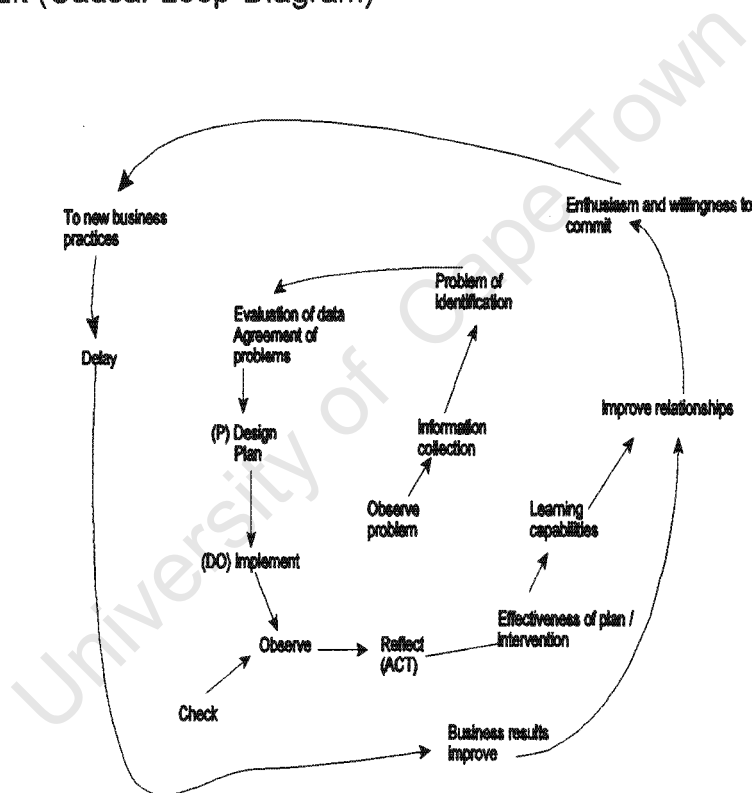 (Causal Loop Diagram)
To new business
practices
Enthusiasm and willingness to
commit
Problem of
Identification
Evaluation of data
Agreement of
problems
Delay
Improve relationships
(P) Design
Plan
Information
collection
Observe
problem
Learning
capabilities
(DO) Implement
Effectiveness of plan /
intervention
Observe
Reflect
(ACT)
Check
Business results
improve
University of Cape Town